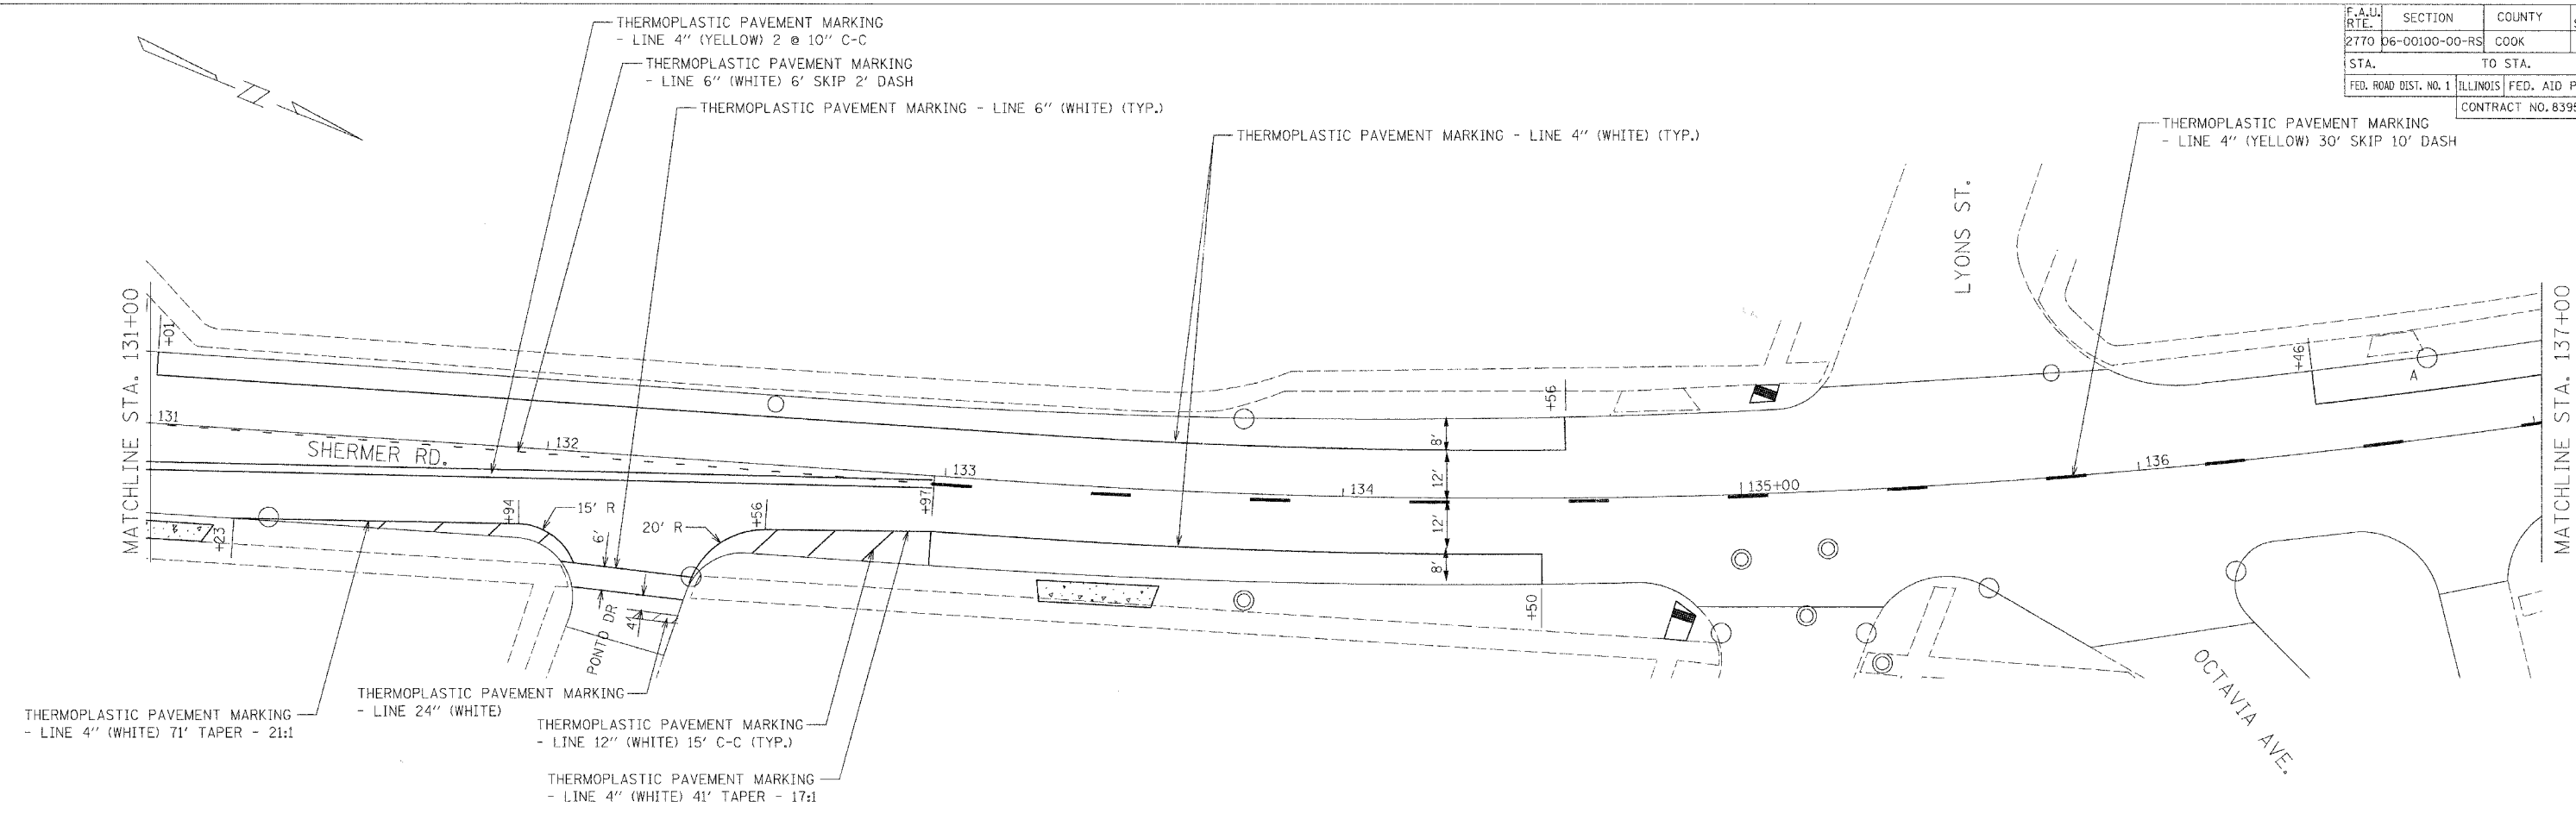 F.A.U. RTE. SECTION COUNTY
2770 06-00100-00-RS COOK
STA. TO STA.
FED. ROAD DIST. NO. 1 ILLINOIS FED. AID
CONTRACT NO. 839
THERMOPLASTIC PAVEMENT MARKING
- LINE 4" (YELLOW) 2 @ 10" C-C
THERMOPLASTIC PAVEMENT MARKING
- LINE 6" (WHITE) 6' SKIP 2' DASH
THERMOPLASTIC PAVEMENT MARKING - LINE 6" (WHITE) (TYP.)
THERMOPLASTIC PAVEMENT MARKING - LINE 4" (WHITE) (TYP.)
THERMOPLASTIC PAVEMENT MARKING
- LINE 4" (YELLOW) 30' SKIP 10' DASH
Z
LYONS ST.
MATCHLINE STA. 131+00
MATCHLINE STA. 137+00
+01
+46
A
+56
131
132
SHERMER RD.
133
134
135+00
136
8'
12'
12'
8'
+23
+94
15' R
6'
20' R
+56
+97
+50
4'
PONTO DR
OCTAVIA AVE.
THERMOPLASTIC PAVEMENT MARKING
- LINE 4" (WHITE) 71' TAPER - 21:1
THERMOPLASTIC PAVEMENT MARKING
- LINE 24" (WHITE)
THERMOPLASTIC PAVEMENT MARKING
- LINE 12" (WHITE) 15' C-C (TYP.)
THERMOPLASTIC PAVEMENT MARKING
- LINE 4" (WHITE) 41' TAPER - 17:1